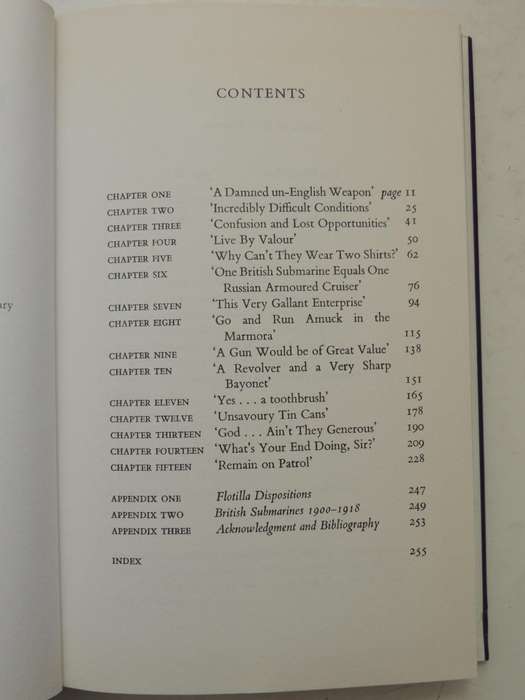 CONTENTS
CHAPTER ONE 'A Damned un-English Weapon' page 11
CHAPTER TWO 'Incredibly Difficult Conditions' 25
CHAPTER THREE 'Confusion and Lost Opportunities' 41
CHAPTER FOUR 'Live By Valour' 50
CHAPTER FIVE 'Why Can't They Wear Two Shirts?' 62
CHAPTER SIX 'One British Submarine Equals One
Russian Armoured Cruiser' 76
CHAPTER SEVEN 'This Very Gallant Enterprise' 94
CHAPTER EIGHT 'Go and Run Amuck in the
Marmora' 115
CHAPTER NINE 'A Gun Would be of Great Value' 138
CHAPTER TEN 'A Revolver and a Very Sharp
Bayonet' 151
CHAPTER ELEVEN 'Yes . . . a toothbrush' 165
CHAPTER TWELVE 'Unsavoury Tin Cans' 178
CHAPTER THIRTEEN 'God . . . Ain't They Generous' 190
CHAPTER FOURTEEN 'What's Your End Doing, Sir?' 209
CHAPTER FIFTEEN 'Remain on Patrol' 228
APPENDIX ONE Flotilla Dispositions 247
APPENDIX TWO British Submarines 1900–1918 249
APPENDIX THREE Acknowledgment and Bibliography 253
INDEX 255